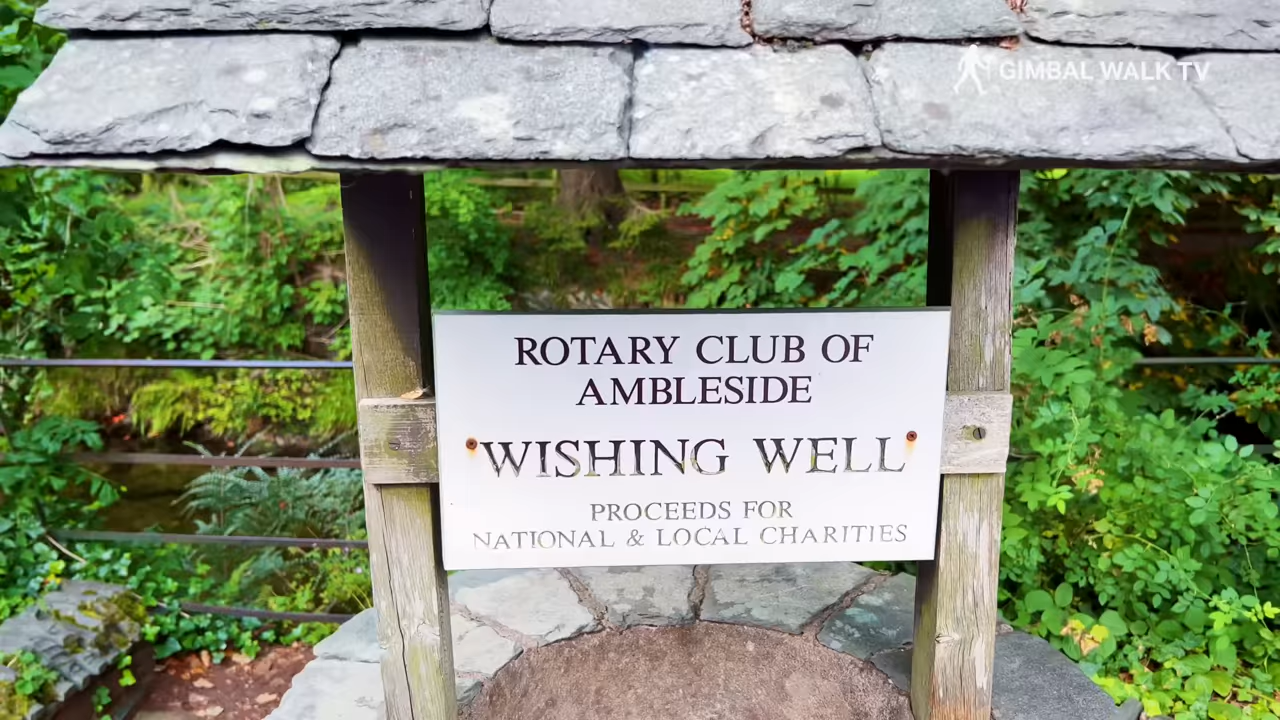 GIMBAL WALK TV
ROTARY CLUB OF
AMBLESIDE
WISHING WELL
PROCEEDS FOR
NATIONAL & LOCAL CHARITIES